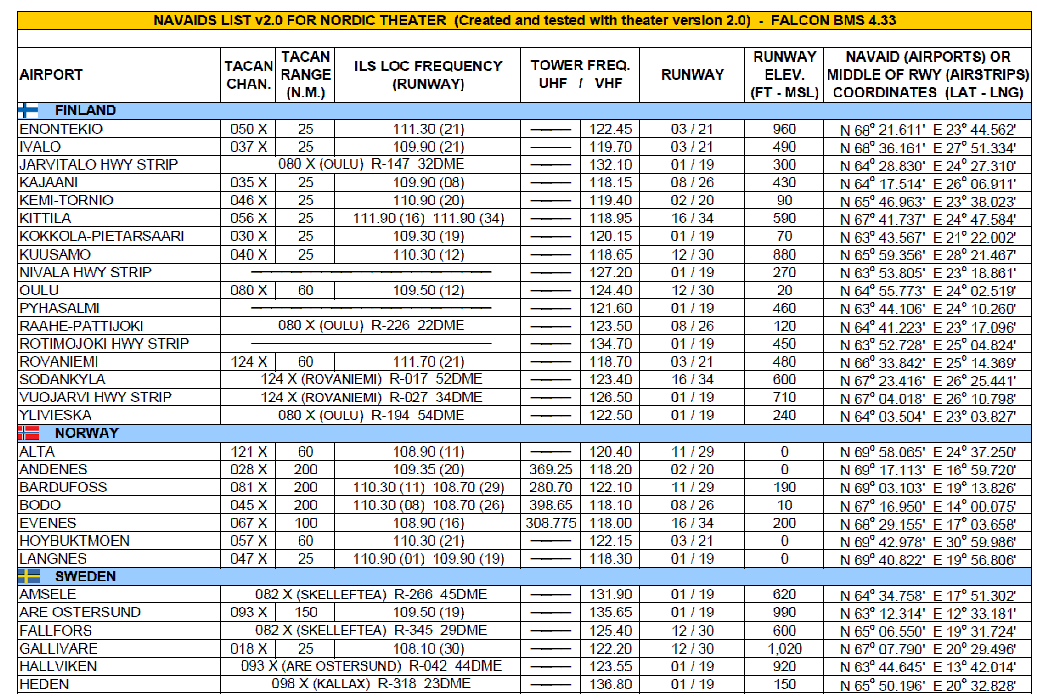 NAVAIDS LIST v2.0 FOR NORDIC THEATER (Created and tested with theater version 2.0) - FALCON BMS 4.33
AIRPORT TACAN CHAN. TACAN RANGE (N.M.) ILS LOC FREQUENCY (RUNWAY) TOWER FREQ. UHF / VHF RUNWAY RUNWAY ELEV. (FT - MSL) NAVAID (AIRPORTS) OR MIDDLE OF RWY (AIRSTRIPS) COORDINATES (LAT - LNG)
FINLAND
ENONTEKIO 050 X 25 111.30 (21) ——— 122.45 03 / 21 960 N 68° 21.611' E 23° 44.562'
IVALO 037 X 25 109.90 (21) ——— 119.70 03 / 21 490 N 68° 36.161' E 27° 51.334'
JARVITALO HWY STRIP 080 X (OULU) R-147 32DME ——— 132.10 01 / 19 300 N 64° 28.830' E 24° 27.310'
KAJAANI 035 X 25 109.90 (08) ——— 118.15 08 / 26 430 N 64° 17.514' E 26° 06.911'
KEMI-TORNIO 046 X 25 110.90 (20) ——— 119.40 02 / 20 90 N 65° 46.963' E 23° 38.023'
KITTILA 056 X 25 111.90 (16) 111.90 (34) ——— 118.95 16 / 34 590 N 67° 41.737' E 24° 47.584'
KOKKOLA-PIETARSAARI 030 X 25 109.30 (19) ——— 120.15 01 / 19 70 N 63° 43.567' E 21° 22.002'
KUUSAMO 040 X 25 110.30 (12) ——— 118.65 12 / 30 880 N 65° 59.356' E 28° 21.467'
NIVALA HWY STRIP ——— ——— 127.20 01 / 19 270 N 63° 53.805' E 23° 18.861'
OULU 080 X 60 109.50 (12) ——— 124.40 12 / 30 20 N 64° 55.773' E 24° 02.519'
PYHASALMI ——— ——— 121.60 01 / 19 460 N 63° 44.106' E 24° 10.260'
RAAHE-PATTIJOKI 080 X (OULU) R-226 22DME ——— 123.50 08 / 26 120 N 64° 41.223' E 23° 17.096'
ROTIMOJOKI HWY STRIP ——— ——— 134.70 01 / 19 450 N 63° 52.728' E 25° 04.824'
ROVANIEMI 124 X 60 111.70 (21) ——— 118.70 03 / 21 480 N 66° 33.842' E 25° 14.369'
SODANKYLA 124 X (ROVANIEMI) R-017 52DME ——— 123.40 16 / 34 600 N 67° 23.416' E 26° 25.441'
VUOJARVI HWY STRIP 124 X (ROVANIEMI) R-027 34DME ——— 126.50 01 / 19 710 N 67° 04.018' E 26° 10.798'
YLIVIESKA 080 X (OULU) R-194 54DME ——— 122.50 01 / 19 240 N 64° 03.504' E 23° 03.827'
NORWAY
ALTA 121 X 60 108.90 (11) ——— 120.40 11 / 29 0 N 69° 58.065' E 24° 37.250'
ANDENES 028 X 200 109.35 (20) 369.25 118.20 02 / 20 0 N 69° 17.113' E 16° 59.720'
BARDUFOSS 081 X 200 110.30 (11) 108.70 (29) 280.70 122.10 11 / 29 190 N 69° 03.103' E 19° 13.826'
BODO 045 X 200 110.30 (08) 108.70 (26) 398.65 118.10 08 / 26 10 N 67° 16.950' E 14° 00.075'
EVENES 067 X 100 108.90 (16) 308.775 118.00 16 / 34 200 N 68° 29.155' E 17° 03.658'
HOYBUKTMOEN 057 X 60 110.30 (21) ——— 122.15 03 / 21 0 N 69° 42.978' E 30° 59.986'
LANGNES 047 X 25 110.90 (01) 109.90 (19) ——— 118.30 01 / 19 0 N 69° 40.822' E 19° 56.806'
SWEDEN
AMSELE 082 X (SKELLEFTEA) R-266 45DME ——— 131.90 01 / 19 620 N 64° 34.758' E 17° 51.302'
ARE OSTERSUND 093 X 150 109.50 (19) ——— 135.65 01 / 19 990 N 63° 12.314' E 12° 33.181'
FALLFORS 082 X (SKELLEFTEA) R-345 29DME ——— 125.40 12 / 30 600 N 65° 06.550' E 19° 31.724'
GALLIVARE 018 X 25 108.10 (30) ——— 122.20 12 / 30 1,020 N 67° 07.790' E 20° 29.496'
HALLVIKEN 093 X (ARE OSTERSUND) R-042 44DME ——— 123.55 01 / 19 920 N 63° 44.645' E 13° 42.014'
HEDEN 098 X (KALLAX) R-318 23DME ——— 136.80 01 / 19 150 N 65° 50.196' E 20° 32.828'